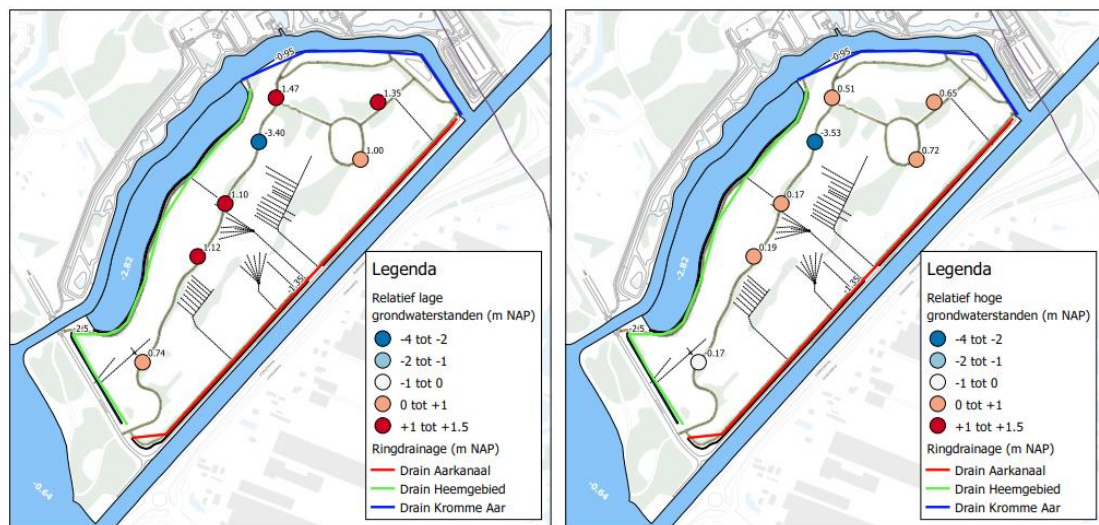 -0.95
1.47
1.35
-3.40
1.00
1.10
1.12
-2.82
-1.35
-2.5
0.74
-0.64
Legenda
Relatief lage
grondwaterstanden (m NAP)
-4 tot -2
-2 tot -1
-1 tot 0
0 tot +1
+1 tot +1.5
Ringdrainage (m NAP)
Drain Aarkanaal
Drain Heemgebied
Drain Kromme Aar
-0.95
0.51
0.65
-3.53
0.72
0.17
0.19
-2.82
-1.35
-2.5
-0.17
-0.64
Legenda
Relatief hoge
grondwaterstanden (m NAP)
-4 tot -2
-2 tot -1
-1 tot 0
0 tot +1
+1 tot +1.5
Ringdrainage (m NAP)
Drain Aarkanaal
Drain Heemgebied
Drain Kromme Aar